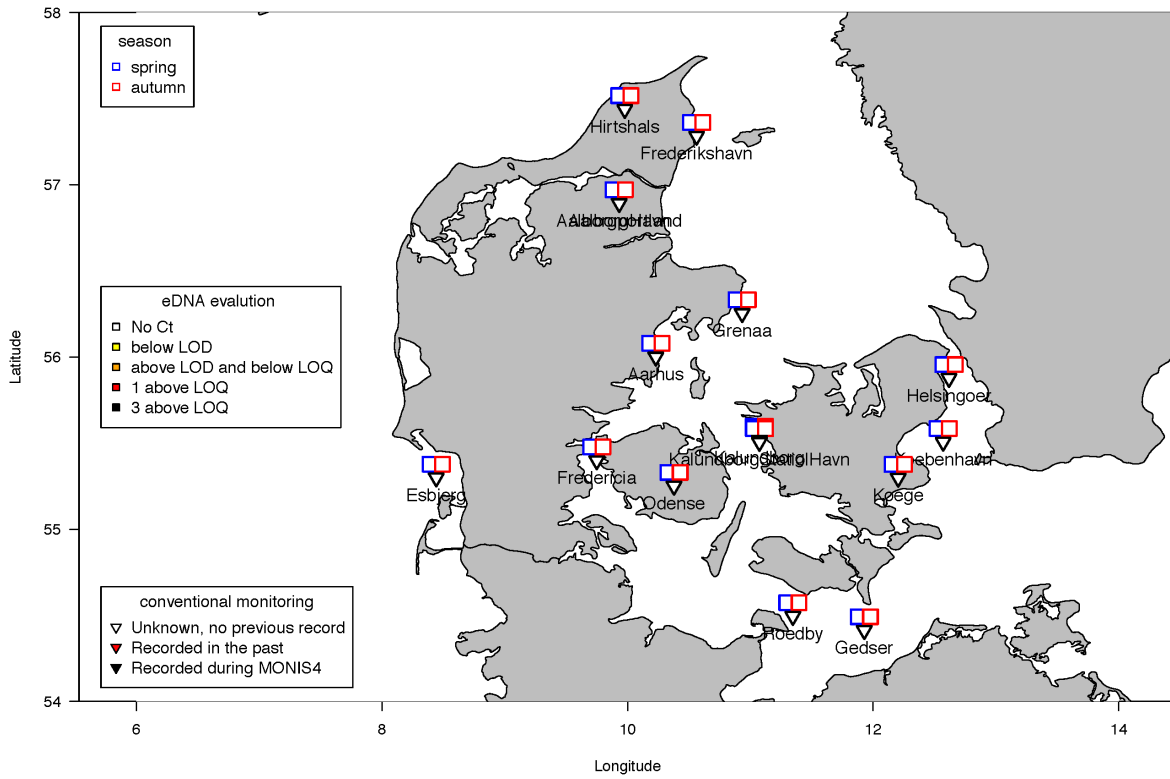 58
season
spring
autumn
Hirtshals
Frederikshavn
57
Grenaa
eDNA evalution
No Ct
below LOD
above LOD and below LOQ
1 above LOQ
3 above LOQ
56
Aarhus
Helsingoer
Latitude
Fredericia
Esbjerg
Odense
Koege
55
conventional monitoring
Unknown, no previous record
Recorded in the past
Recorded during MONIS4
Roedby
Gedser
54
6
8
10
12
14
Longitude